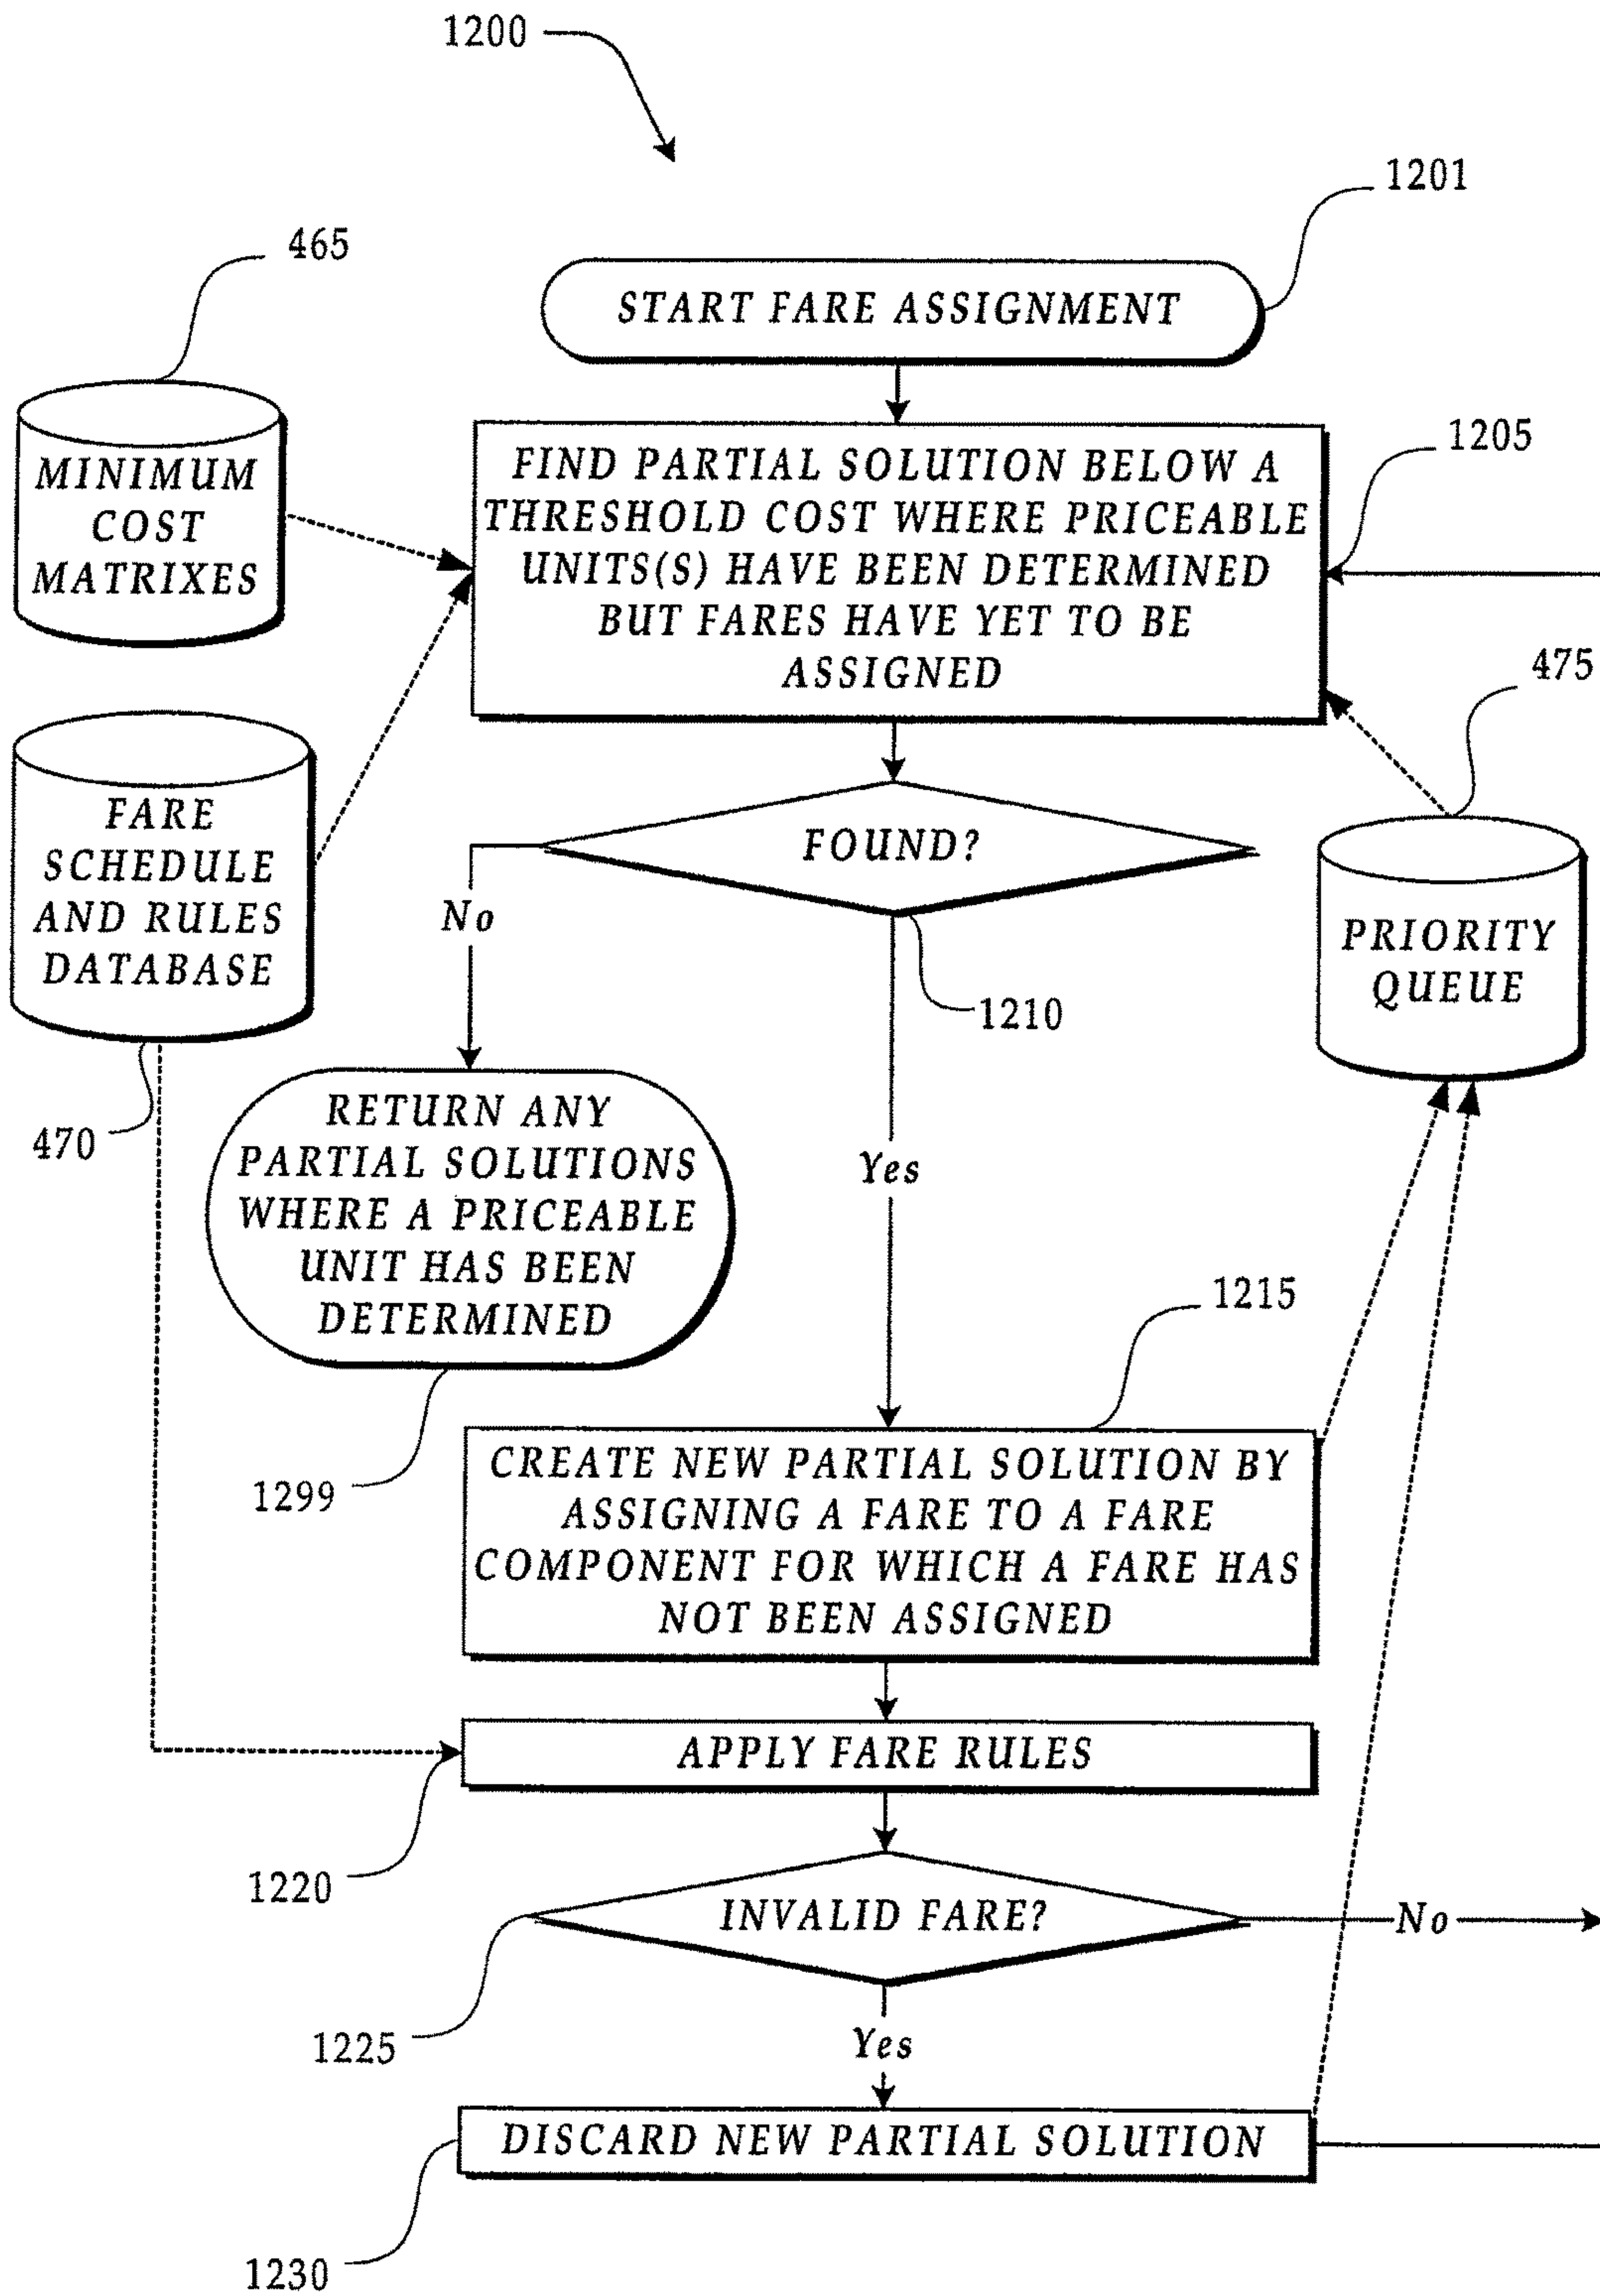 1200
1201
465
START FARE ASSIGNMENT
1205
MINIMUM
COST
MATRIXES
FIND PARTIAL SOLUTION BELOW A
THRESHOLD COST WHERE PRICEABLE
UNITS(S) HAVE BEEN DETERMINED
BUT FARES HAVE YET TO BE
ASSIGNED
475
FARE
SCHEDULE
AND RULES
DATABASE
FOUND?
No
PRIORITY
QUEUE
1210
470
RETURN ANY
PARTIAL SOLUTIONS
WHERE A PRICEABLE
UNIT HAS BEEN
DETERMINED
Yes
1215
1299
CREATE NEW PARTIAL SOLUTION BY
ASSIGNING A FARE TO A FARE
COMPONENT FOR WHICH A FARE HAS
NOT BEEN ASSIGNED
APPLY FARE RULES
1220
INVALID FARE?
No
1225
Yes
DISCARD NEW PARTIAL SOLUTION
1230